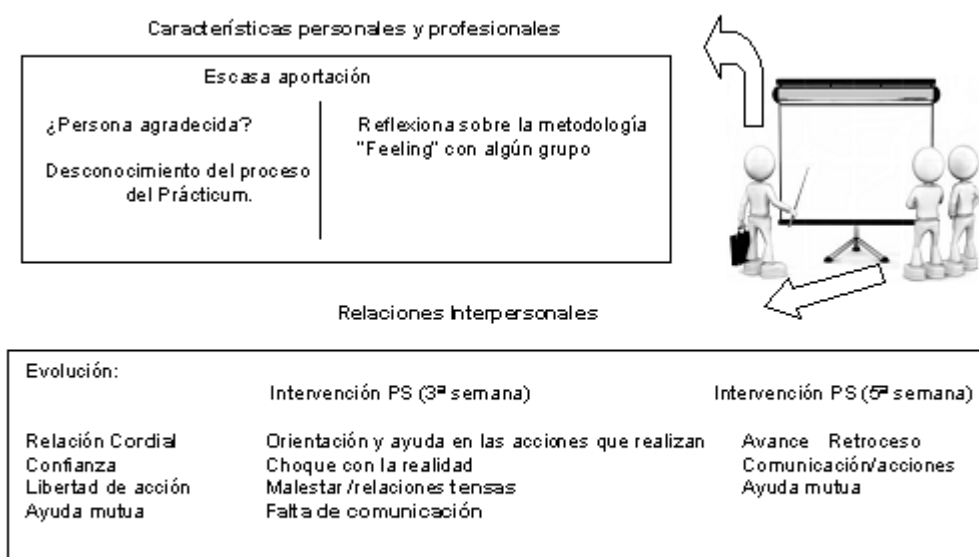 Características personales y profesionales
Escasa aportación
¿Persona agradecida?
Desconocimiento del proceso
del Prácticum.
Reflexiona sobre la metodología
"Feeling" con algún grupo
Relaciones Interpersonales
Evolución:
Intervención PS (3ª semana)
Intervención PS (5ª semana)
Relación Cordial
Confianza
Libertad de acción
Ayuda mutua
Orientación y ayuda en las acciones que realizan
Choque con la realidad
Malestar/relaciones tensas
Falta de comunicación
Avance Retroceso
Comunicación/acciones
Ayuda mutua